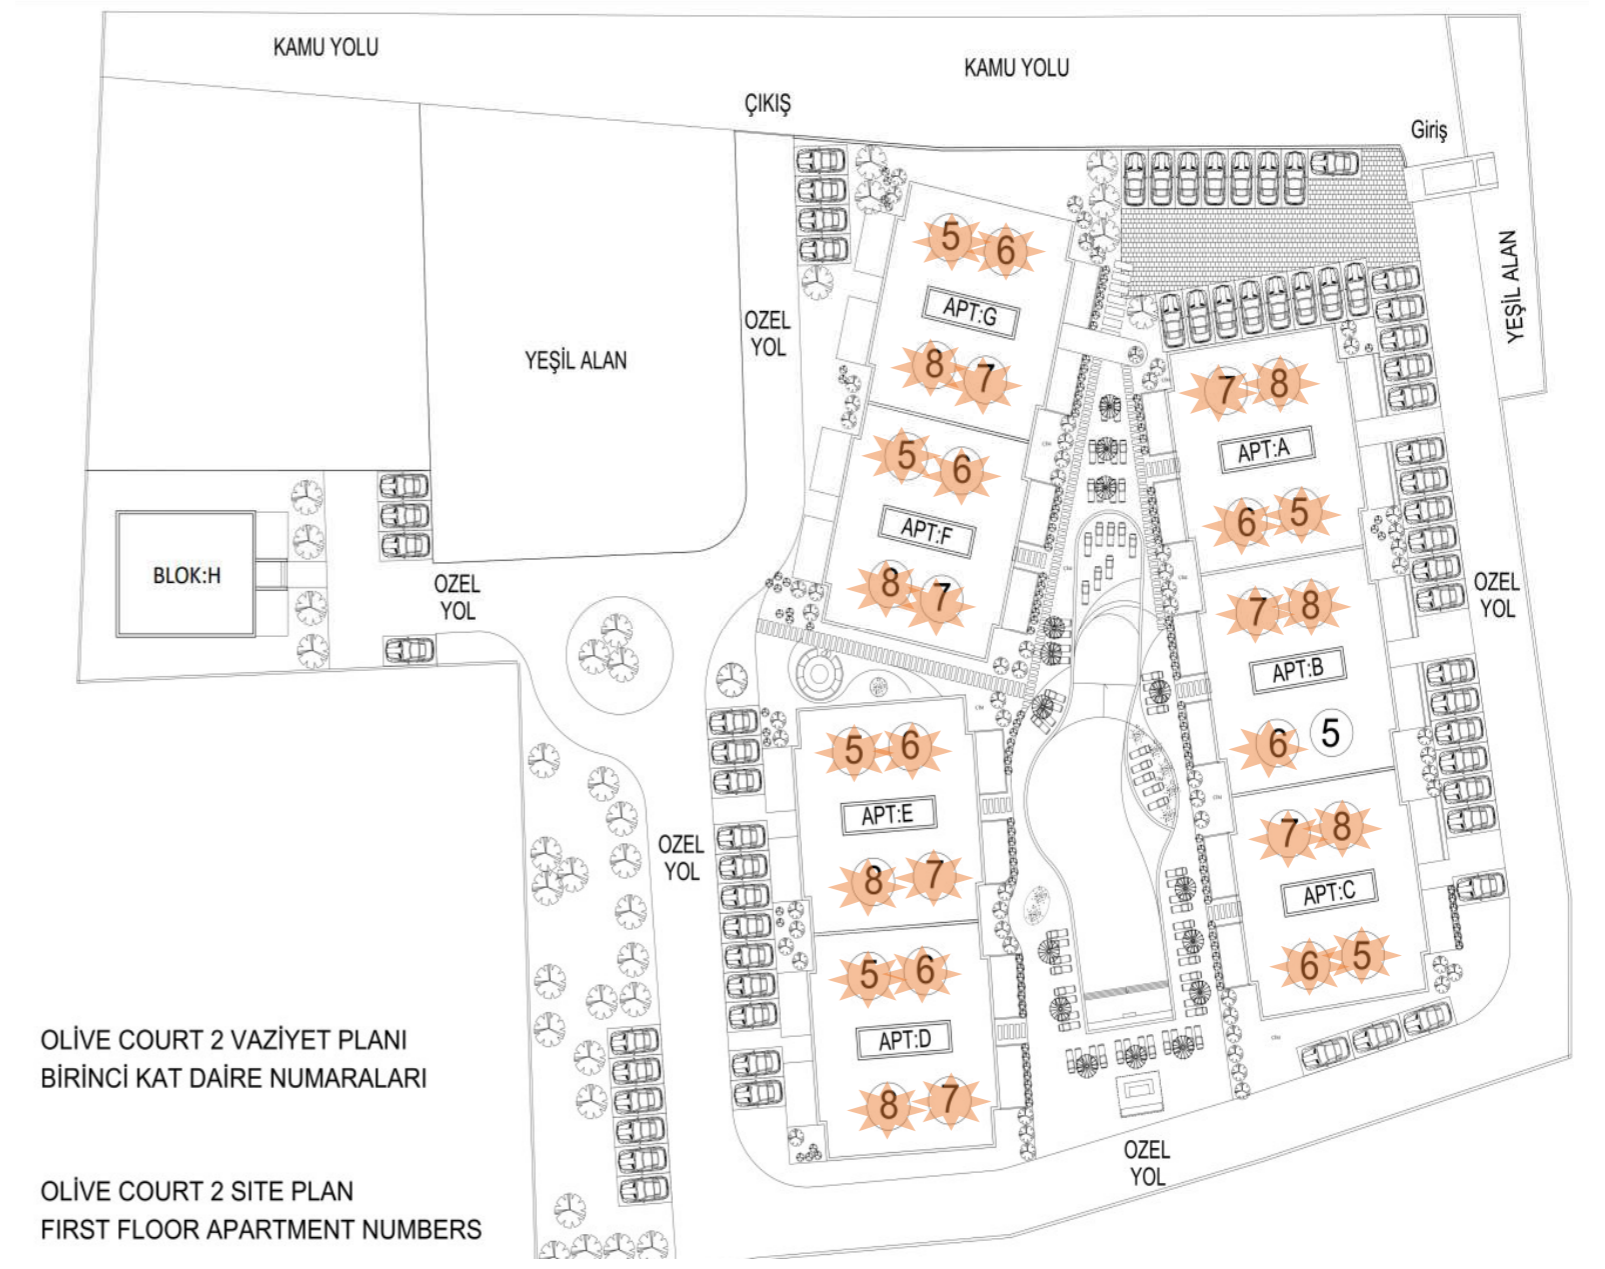 KAMU YOLU
KAMU YOLU
ÇIKIŞ
Giriş
YEŞİL ALAN
5
6
APT:G
8
7
OZEL
YOL
YEŞİL ALAN
7
8
APT:A
6
5
5
6
APT:F
8
7
BLOK:H
OZEL
YOL
OZEL
YOL
7
8
APT:B
6
5
5
6
APT:E
8
7
OZEL
YOL
7
8
APT:C
6
5
5
6
APT:D
8
7
OZEL
YOL
OLİVE COURT 2 VAZİYET PLANI
BİRİNCİ KAT DAİRE NUMARALARI
OLİVE COURT 2 SITE PLAN
FIRST FLOOR APARTMENT NUMBERS